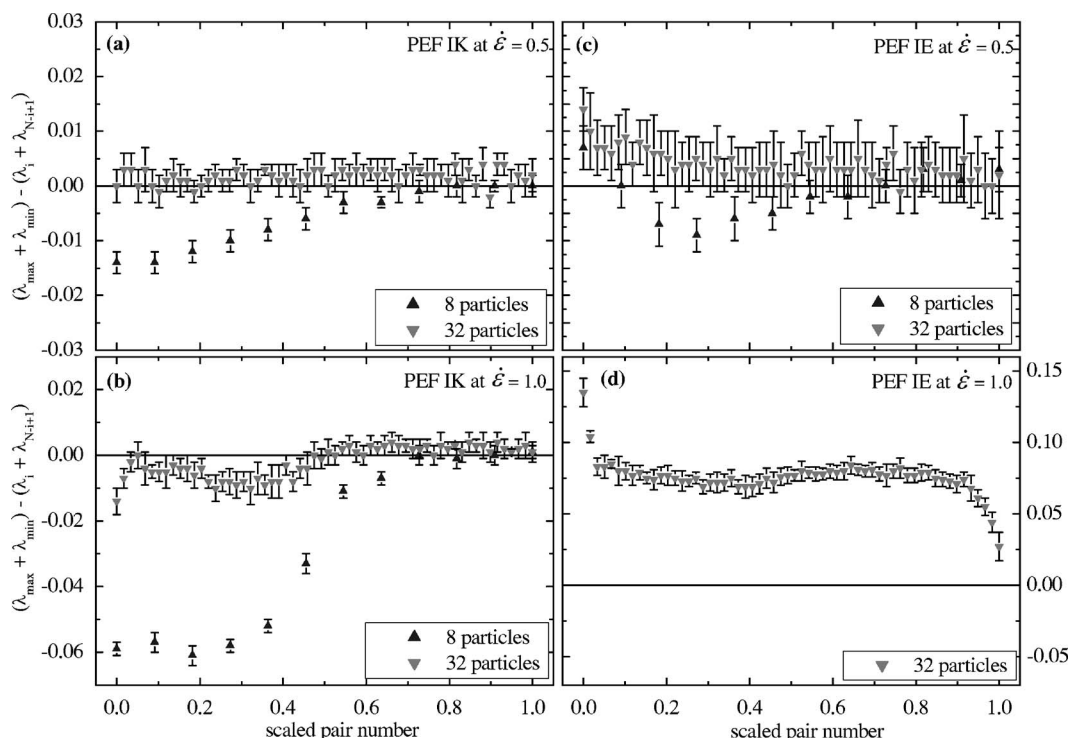 (a)
PEF IK at ε̇ = 0.5
0.03
0.02
0.01
0.00
-0.01
-0.02
-0.03
(λmax + λmin) - (λi + λN-i+1)
8 particles
32 particles
(c)
PEF IE at ε̇ = 0.5
8 particles
32 particles
(b)
PEF IK at ε̇ = 1.0
0.02
0.00
-0.02
-0.04
-0.06
(λmax + λmin) - (λi + λN-i+1)
8 particles
32 particles
0.0 0.2 0.4 0.6 0.8 1.0
scaled pair number
(d)
PEF IE at ε̇ = 1.0
0.15
0.10
0.05
0.00
-0.05
32 particles
0.0 0.2 0.4 0.6 0.8 1.0
scaled pair number